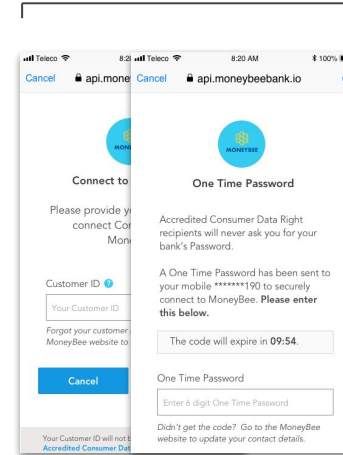 Teleco 8:20
Cancel api.mone
MON
Connect to
Please provide y
connect Con
Mon
Customer ID ?
Your Customer ID
Forgot your customer
MoneyBee website to
Cancel
Your Customer ID will not b
Accredited Consumer Dat
Teleco 8:20 AM 100%
Cancel api.moneybeebank.io
MONEYBEE
One Time Password
Accredited Consumer Data Right
recipients will never ask you for your
bank's Password.
A One Time Password has been sent to
your mobile *******190 to securely
connect to MoneyBee. Please enter
this below.
The code will expire in 09:54.
One Time Password
Enter 6 digit One Time Password
Didn't get the code? Go to the MoneyBee
website to update your contact details.